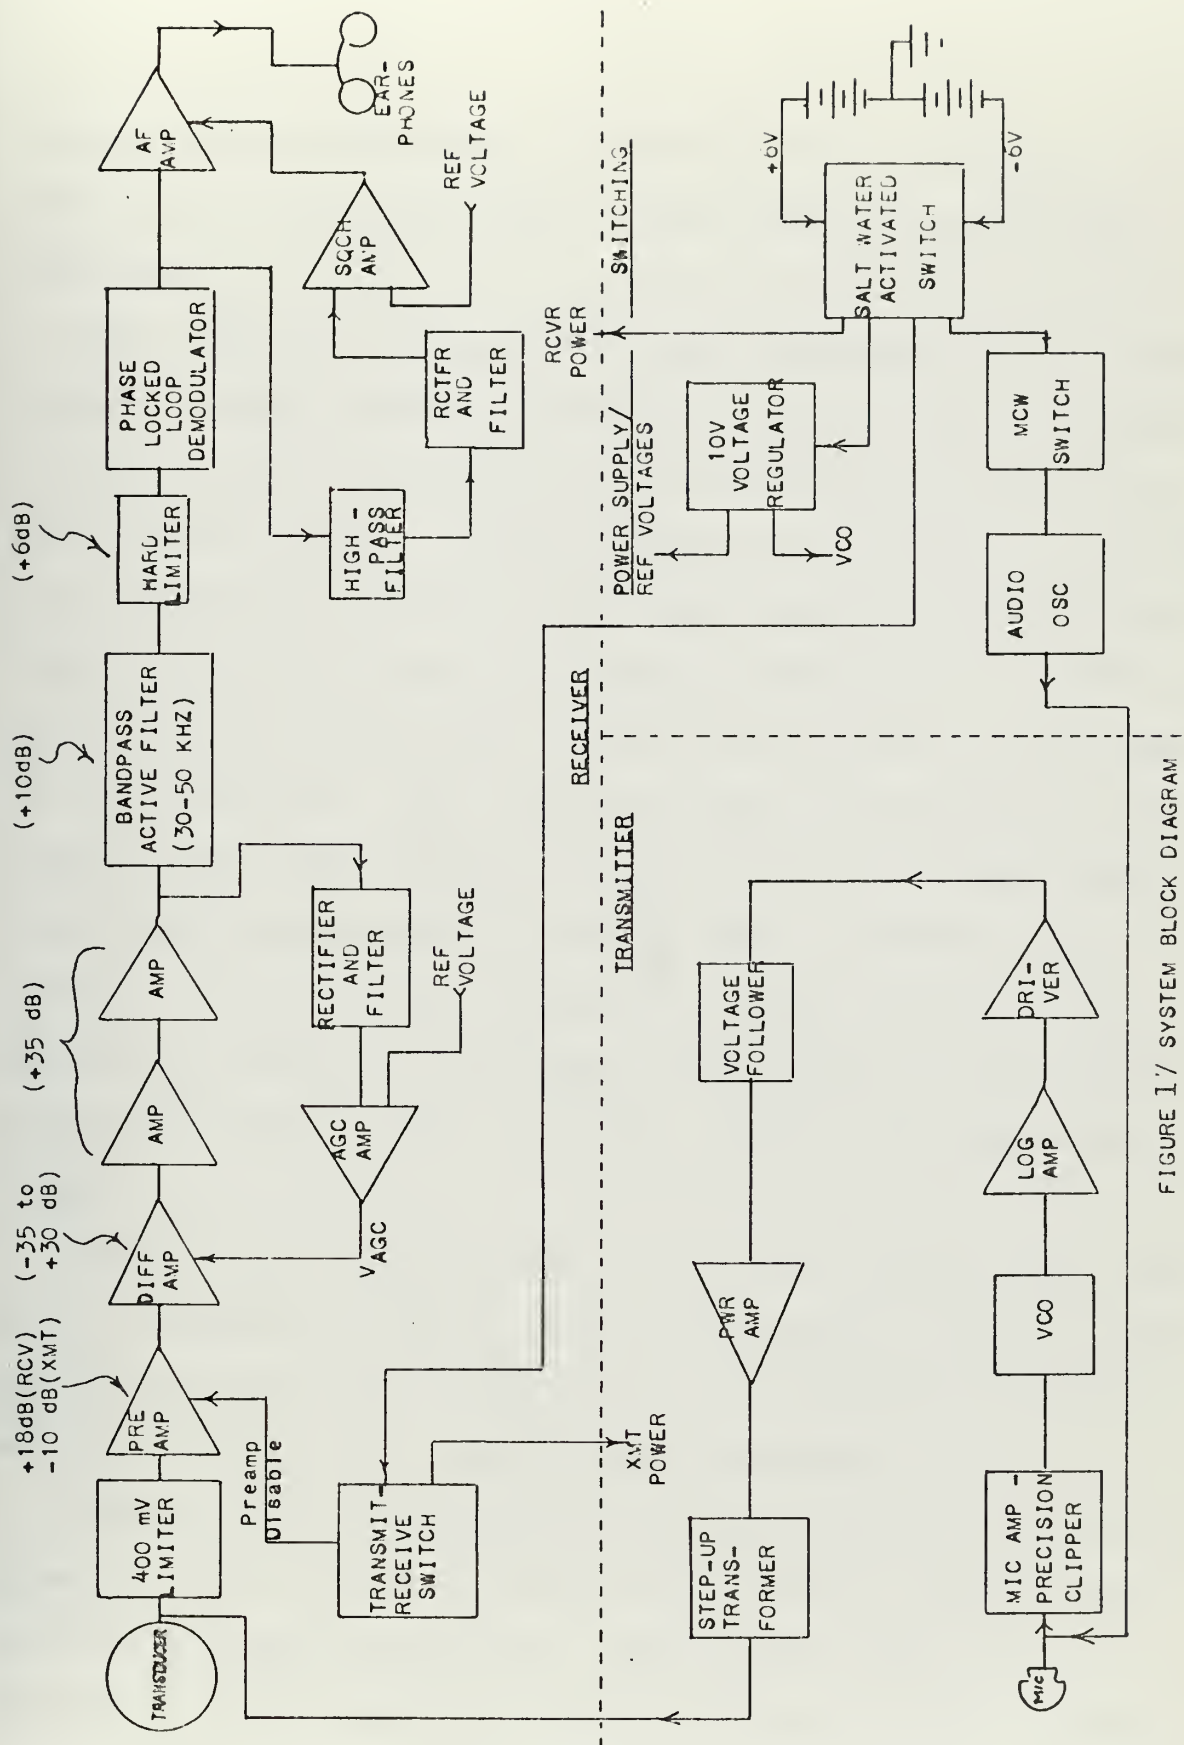 +18dB(RCV)
-10 dB(XMT)
(-35 to
+30 dB)
(+35 dB)
(+10dB)
(+6dB)
TRANSDUCER
400 mV
LIMITER
PRE
AMP
DIFF
AMP
AMP
AMP
BANDPASS
ACTIVE FILTER
(30-50 KHZ)
HARD
LIMITER
PHASE
LOCKED
LOOP
DEMODULATOR
AF
AMP
EAR-
PHONES
Preamp
Disable
TRANSMIT-
RECEIVE
SWITCH
VAGC
AGC
AMP
RECTIFIER
AND
FILTER
REF
VOLTAGE
HIGH-
PASS
FILTER
RCTFR
AND
FILTER
SQCH
AMP
REF
VOLTAGE
RECEIVER
XMT
POWER
TRANSMITTER
STEP-UP
TRANS-
FORMER
PWR
AMP
VOLTAGE
FOLLOWER
MIC
MIC AMP -
PRECISION
CLIPPER
VCO
LOG
AMP
DRI-
VER
RCVR
POWER
POWER SUPPLY/
REF VOLTAGES
SWITCHING
VCO
10V
VOLTAGE
REGULATOR
SALT WATER
ACTIVATED
SWITCH
+6V
-6V
AUDIO
OSC
MCW
SWITCH
FIGURE 17 SYSTEM BLOCK DIAGRAM